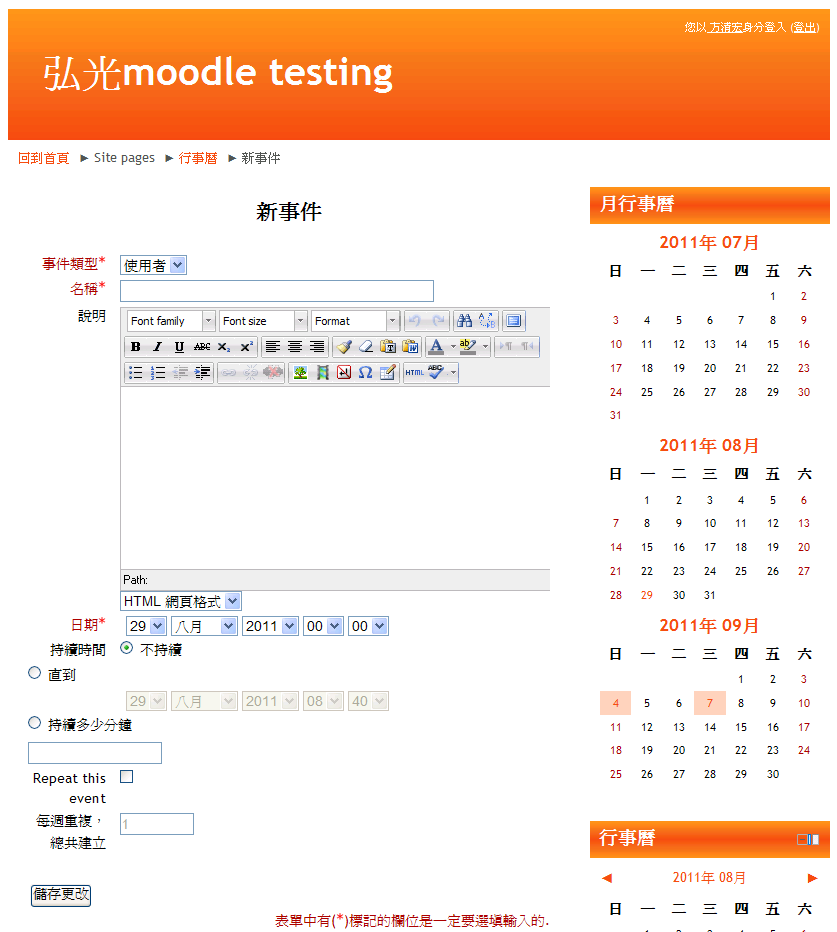 您以 方清宏身分登入 (登出)
弘光moodle testing
回到首頁 ► Site pages ► 行事曆 ► 新事件
新事件
事件類型* 使用者
名稱*
說明
Font family Font size Format
B I U ABC X₂ X²
HTML ABC
Path:
HTML 網頁格式
日期* 29 八月 2011 00 00
持續時間 不持續
直到
29 八月 2011 08 40
持續多少分鐘
Repeat this
event
每週重複，
總共建立
1
儲存更改
表單中有(*)標記的欄位是一定要選填輸入的.
月行事曆
2011年 07月
日 一 二 三 四 五 六
1 2
3 4 5 6 7 8 9
10 11 12 13 14 15 16
17 18 19 20 21 22 23
24 25 26 27 28 29 30
31
2011年 08月
日 一 二 三 四 五 六
1 2 3 4 5 6
7 8 9 10 11 12 13
14 15 16 17 18 19 20
21 22 23 24 25 26 27
28 29 30 31
2011年 09月
日 一 二 三 四 五 六
1 2 3
4 5 6 7 8 9 10
11 12 13 14 15 16 17
18 19 20 21 22 23 24
25 26 27 28 29 30
行事曆
◄ 2011年 08月 ►
日 一 二 三 四 五 六